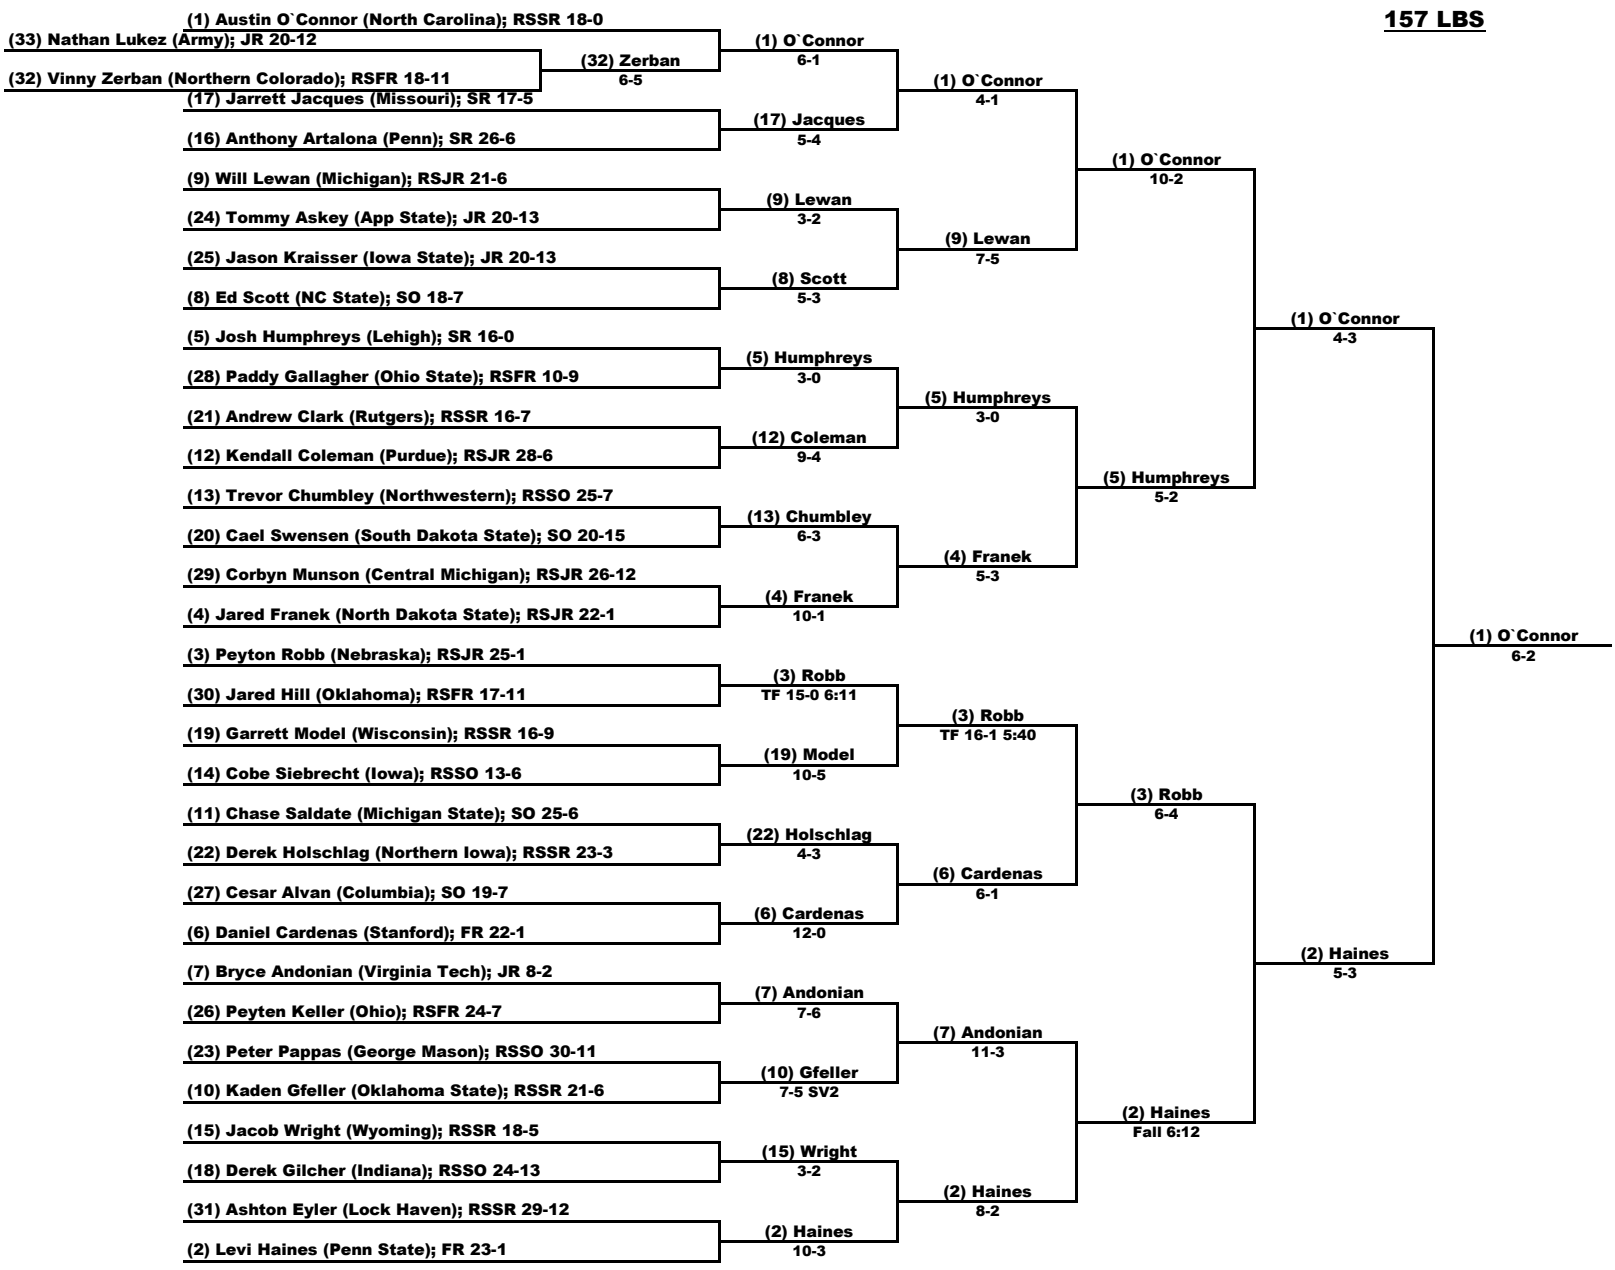 157 LBS
(1) Austin O`Connor (North Carolina); RSSR 18-0
(33) Nathan Lukez (Army); JR 20-12
(32) Vinny Zerban (Northern Colorado); RSFR 18-11
(17) Jarrett Jacques (Missouri); SR 17-5
(16) Anthony Artalona (Penn); SR 26-6
(9) Will Lewan (Michigan); RSJR 21-6
(24) Tommy Askey (App State); JR 20-13
(25) Jason Kraisser (Iowa State); JR 20-13
(8) Ed Scott (NC State); SO 18-7
(5) Josh Humphreys (Lehigh); SR 16-0
(28) Paddy Gallagher (Ohio State); RSFR 10-9
(21) Andrew Clark (Rutgers); RSSR 16-7
(12) Kendall Coleman (Purdue); RSJR 28-6
(13) Trevor Chumbley (Northwestern); RSSO 25-7
(20) Cael Swensen (South Dakota State); SO 20-15
(29) Corbyn Munson (Central Michigan); RSJR 26-12
(4) Jared Franek (North Dakota State); RSJR 22-1
(3) Peyton Robb (Nebraska); RSJR 25-1
(30) Jared Hill (Oklahoma); RSFR 17-11
(19) Garrett Model (Wisconsin); RSSR 16-9
(14) Cobe Siebrecht (Iowa); RSSO 13-6
(11) Chase Saldate (Michigan State); SO 25-6
(22) Derek Holschlag (Northern Iowa); RSSR 23-3
(27) Cesar Alvan (Columbia); SO 19-7
(6) Daniel Cardenas (Stanford); FR 22-1
(7) Bryce Andonian (Virginia Tech); JR 8-2
(26) Peyten Keller (Ohio); RSFR 24-7
(23) Peter Pappas (George Mason); RSSO 30-11
(10) Kaden Gfeller (Oklahoma State); RSSR 21-6
(15) Jacob Wright (Wyoming); RSSR 18-5
(18) Derek Gilcher (Indiana); RSSO 24-13
(31) Ashton Eyler (Lock Haven); RSSR 29-12
(2) Levi Haines (Penn State); FR 23-1
(32) Zerban
6-5
(1) O`Connor
6-1
(17) Jacques
5-4
(9) Lewan
3-2
(8) Scott
5-3
(5) Humphreys
3-0
(12) Coleman
9-4
(13) Chumbley
6-3
(4) Franek
10-1
(3) Robb
TF 15-0 6:11
(19) Model
10-5
(22) Holschlag
4-3
(6) Cardenas
12-0
(7) Andonian
7-6
(10) Gfeller
7-5 SV2
(15) Wright
3-2
(2) Haines
10-3
(1) O`Connor
4-1
(9) Lewan
7-5
(5) Humphreys
3-0
(4) Franek
5-3
(3) Robb
TF 16-1 5:40
(6) Cardenas
6-1
(7) Andonian
11-3
(2) Haines
8-2
(1) O`Connor
10-2
(5) Humphreys
5-2
(3) Robb
6-4
(2) Haines
Fall 6:12
(1) O`Connor
4-3
(2) Haines
5-3
(1) O`Connor
6-2